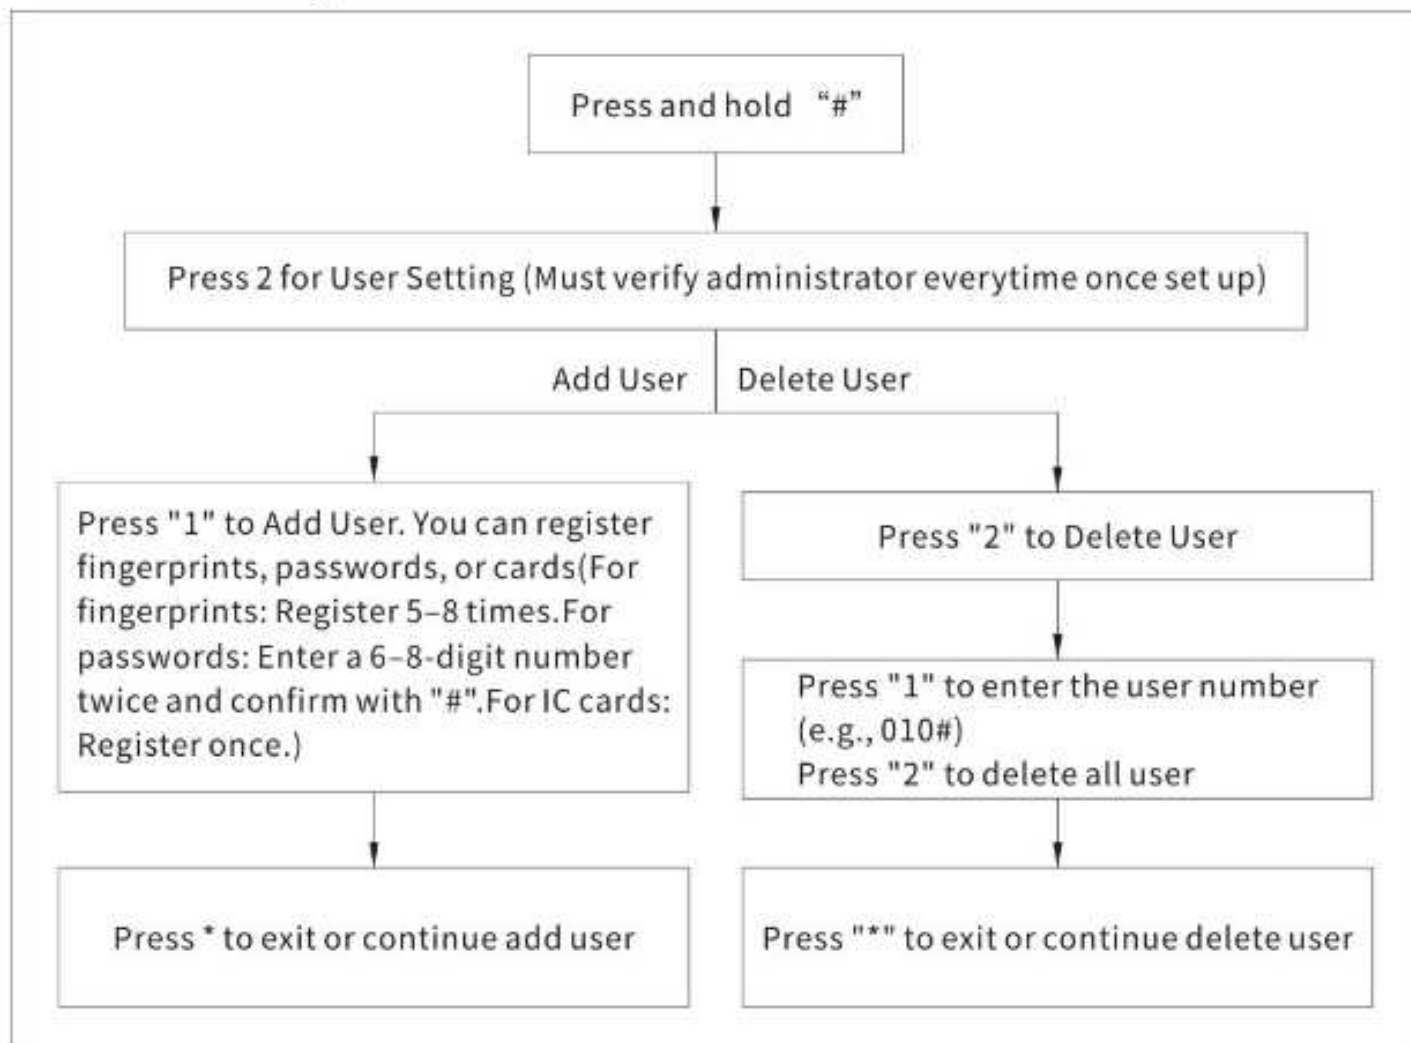 Press and hold “#”
Press 2 for User Setting (Must verify administrator everytime once set up)
Add User
Delete User
Press "1" to Add User. You can register
fingerprints, passwords, or cards(For
fingerprints: Register 5–8 times.For
passwords: Enter a 6–8-digit number
twice and confirm with "#".For IC cards:
Register once.)
Press * to exit or continue add user
Press "2" to Delete User
Press "1" to enter the user number
(e.g., 010#)
Press "2" to delete all user
Press "*" to exit or continue delete user